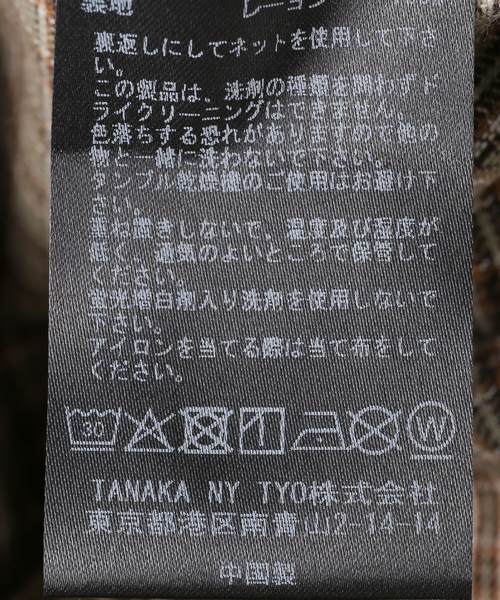 裏地 レーヨン
裏返しにしてネットを使用して下さ
い。
この製品は、洗剤の種類を問わずド
ライクリーニングはできません。
色落ちする恐れがありますので他の
物と一緒に洗わないで下さい。
タンブル乾燥機のご使用はお避け下
さい。
重ね置きしないで、温度及び湿度が
低く、通気のよいところで保管して
ください。
蛍光増白剤入り洗剤を使用しないで
下さい。
アイロンを当てる際は当て布をして
ください。
30 W
TANAKA NY TYO株式会社
東京都港区南青山2-14-14
中国製